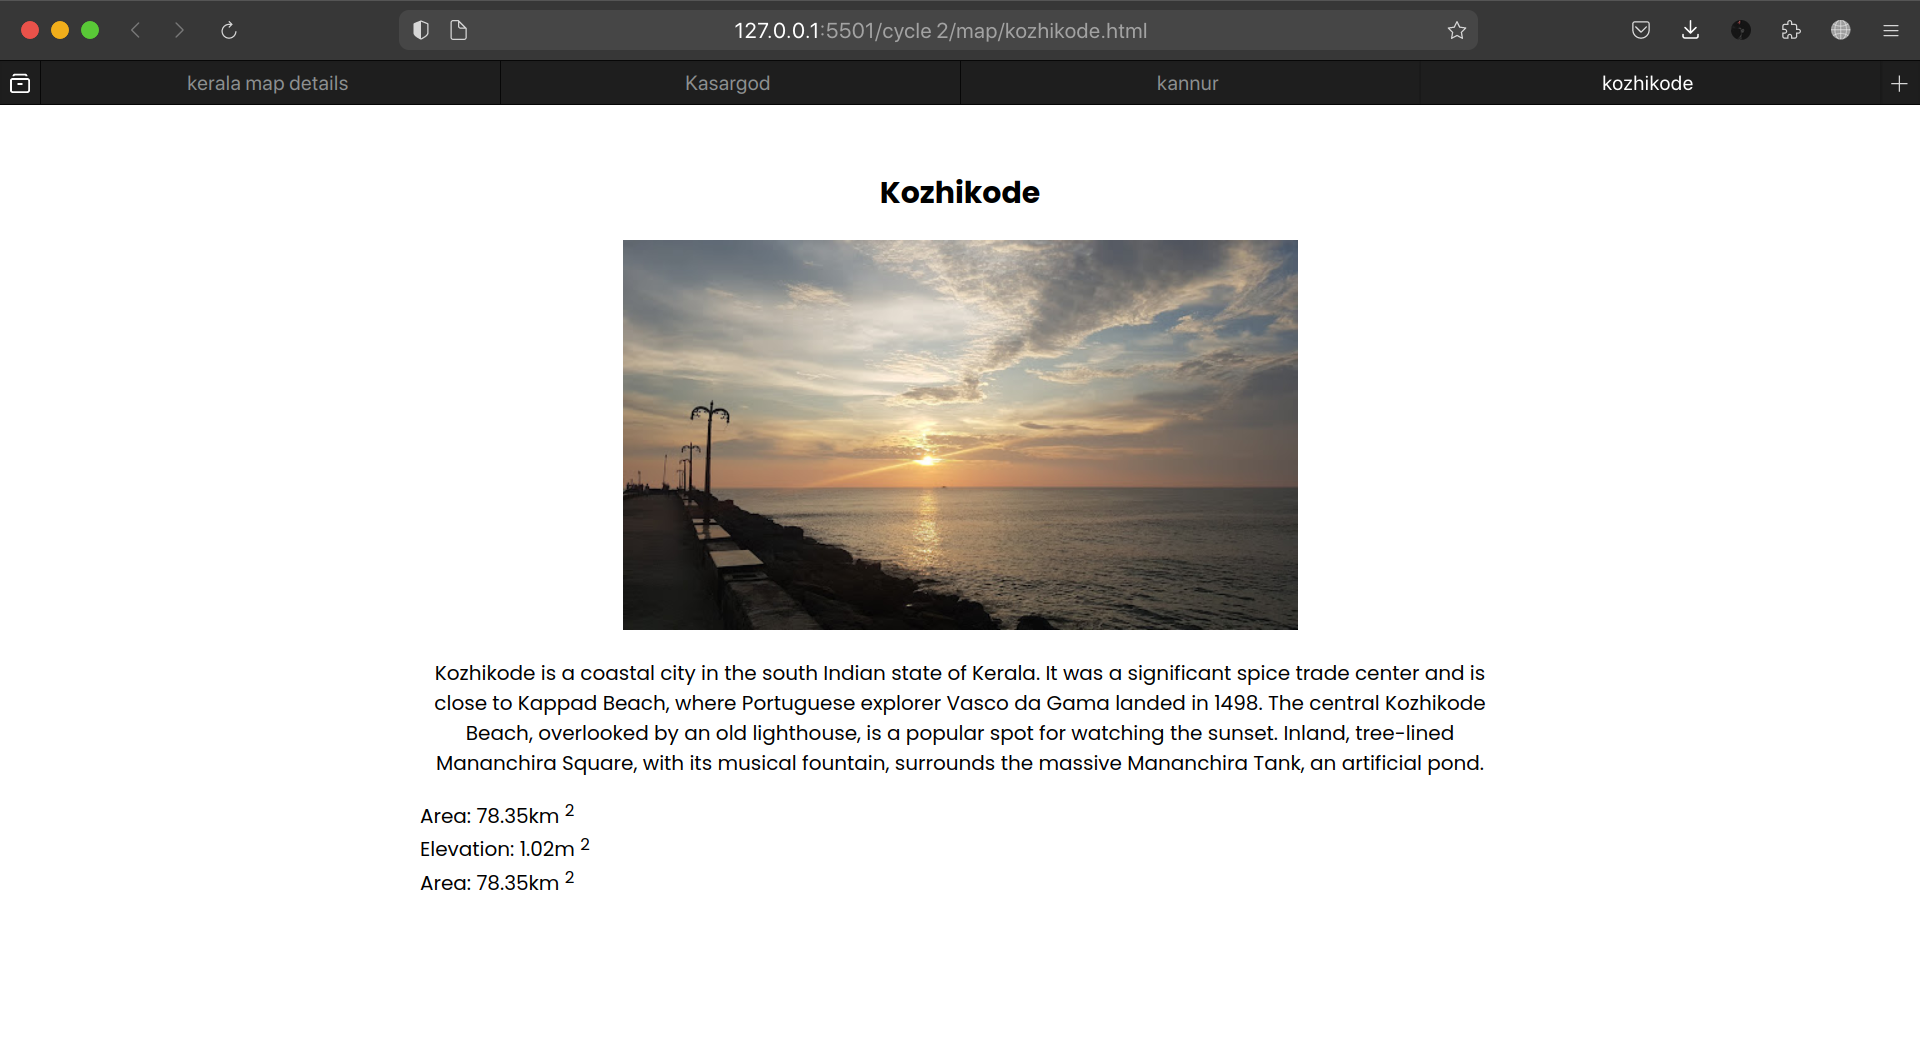 127.0.0.1:5501/cycle 2/map/kozhikode.html
kerala map details
Kasargod
kannur
kozhikode
Kozhikode
Kozhikode is a coastal city in the south Indian state of Kerala. It was a significant spice trade center and is
close to Kappad Beach, where Portuguese explorer Vasco da Gama landed in 1498. The central Kozhikode
Beach, overlooked by an old lighthouse, is a popular spot for watching the sunset. Inland, tree-lined
Mananchira Square, with its musical fountain, surrounds the massive Mananchira Tank, an artificial pond.
Area: 78.35km 2
Elevation: 1.02m 2
Area: 78.35km 2